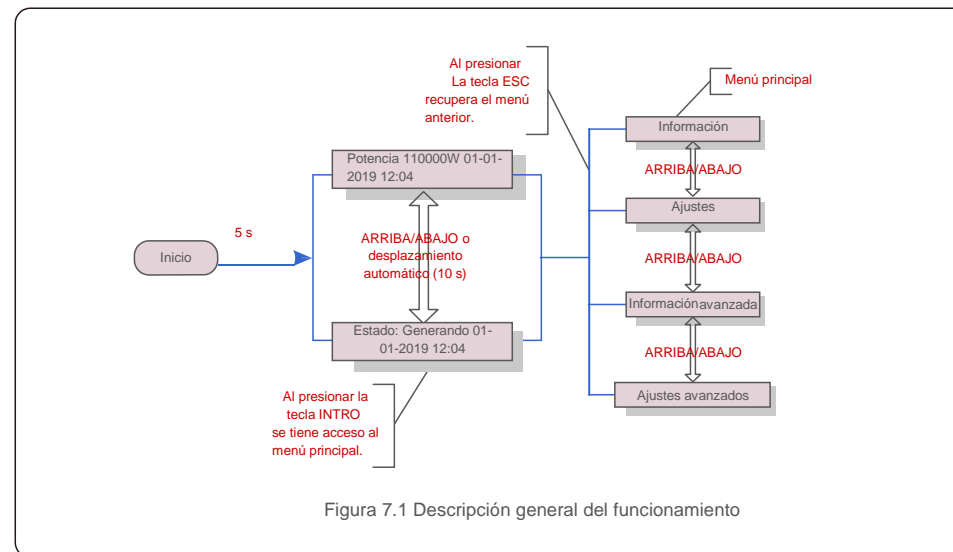 Al presionar
La tecla ESC
recupera el menú
anterior.
Menú principal
Información
ARRIBA/ABAJO
Ajustes
ARRIBA/ABAJO
Información avanzada
ARRIBA/ABAJO
Ajustes avanzados
Potencia 110000W 01-01-
2019 12:04
5 s
Inicio
ARRIBA/ABAJO o
desplazamiento
automático (10 s)
Estado: Generando 01-
01-2019 12:04
Al presionar la
tecla INTRO
se tiene acceso al
menú principal.
Figura 7.1 Descripción general del funcionamiento